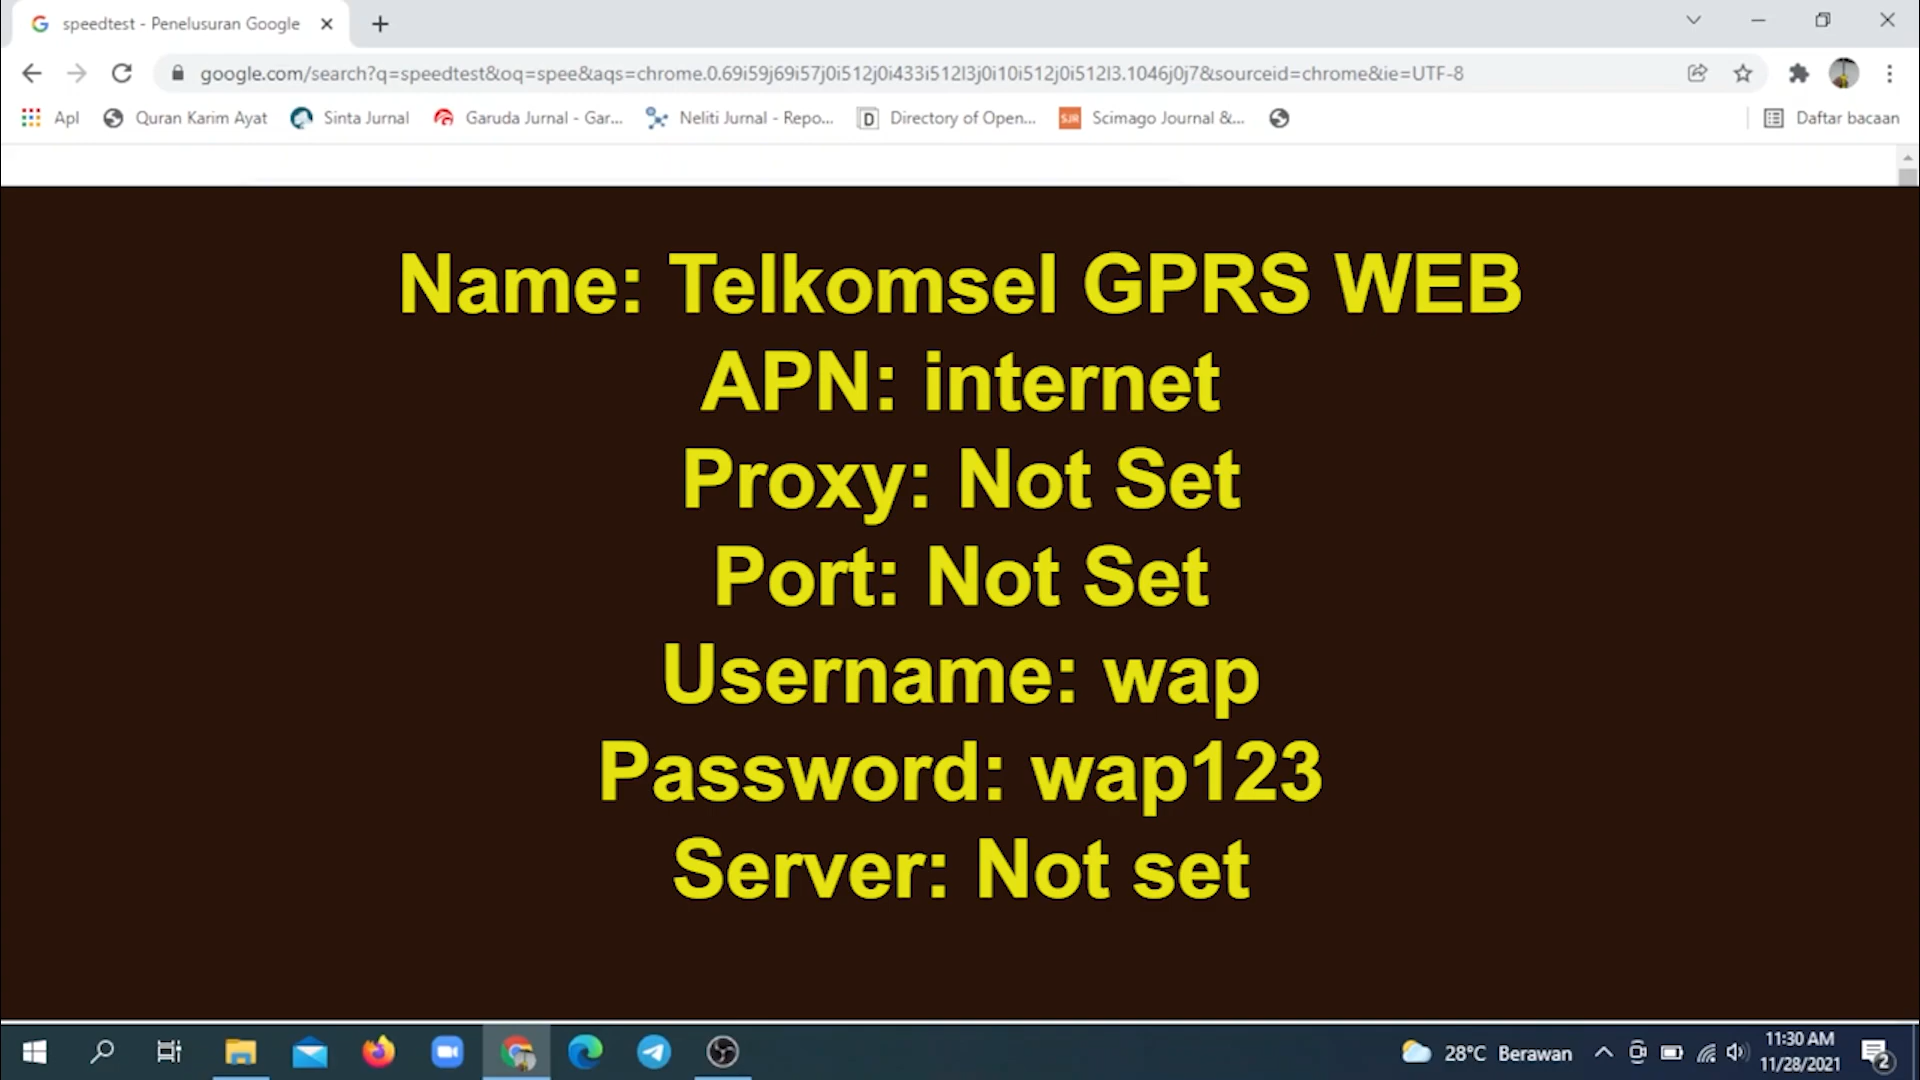 speedtest - Penelusuran Google
google.com/search?q=speedtest&oq=spee&aqs=chrome.0.69i59j69i57j0i512j0i433i512l3j0i10i512j0i512l3.1046j0j7&sourceid=chrome&ie=UTF-8
Apl Quran Karim Ayat Sinta Jurnal Garuda Jurnal - Gar... Neliti Jurnal - Repo... D Directory of Open... SJR Scimago Journal &... Daftar bacaan
Name: Telkomsel GPRS WEB
APN: internet
Proxy: Not Set
Port: Not Set
Username: wap
Password: wap123
Server: Not set
28°C Berawan
11:30 AM
11/28/2021
2